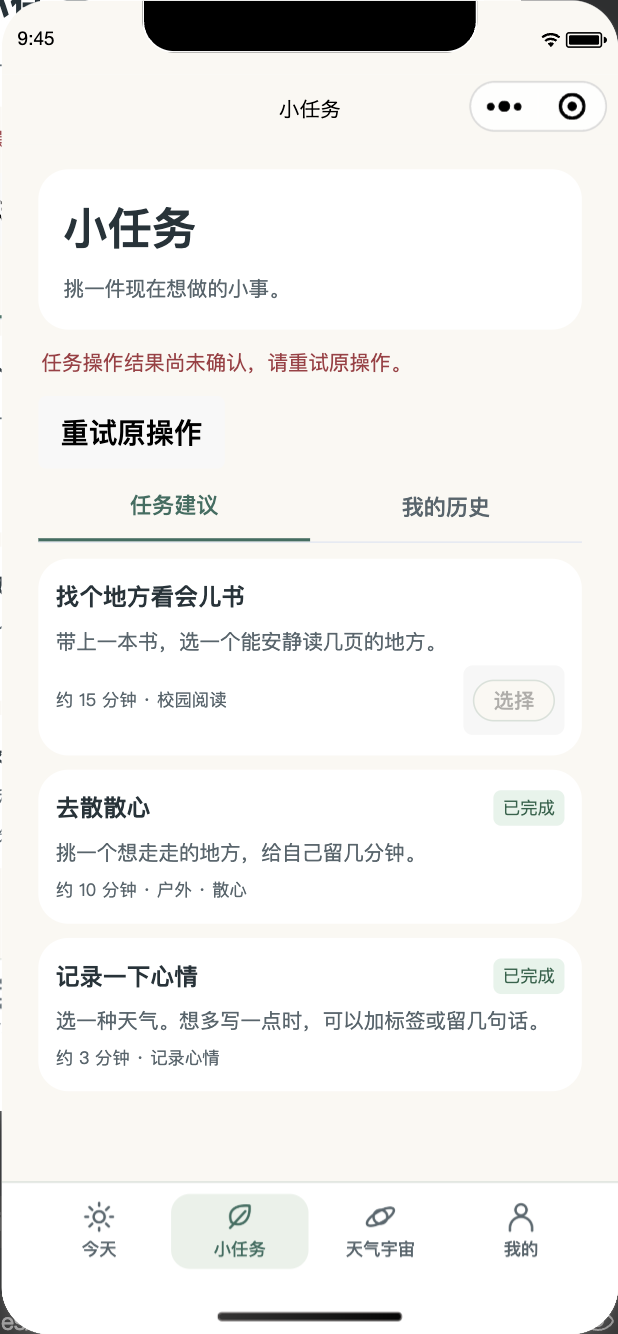 9:45
小任务
小任务
挑一件现在想做的小事。
任务操作结果尚未确认，请重试原操作。
重试原操作
任务建议
我的历史
找个地方看会儿书
带上一本书，选一个能安静读几页的地方。
约 15 分钟 · 校园阅读
选择
去散散心
已完成
挑一个想走走的地方，给自己留几分钟。
约 10 分钟 · 户外 · 散心
记录一下心情
已完成
选一种天气。想多写一点时，可以加标签或留几句话。
约 3 分钟 · 记录心情
今天
小任务
天气宇宙
我的